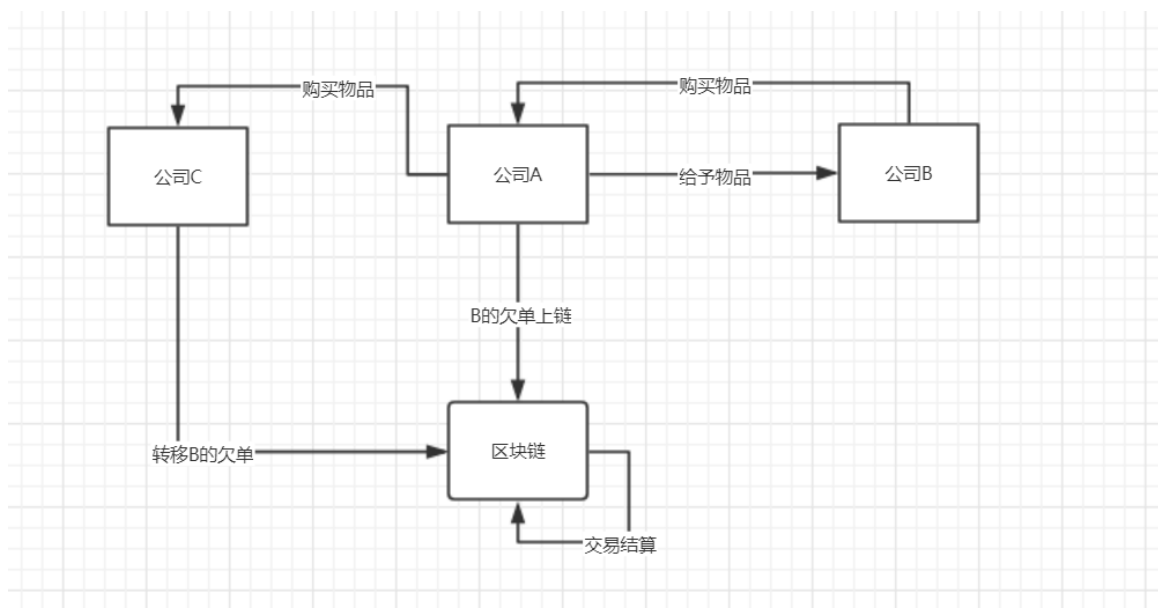 购买物品
购买物品
公司C
公司A
给予物品
公司B
B的欠单上链
转移B的欠单
区块链
交易结算